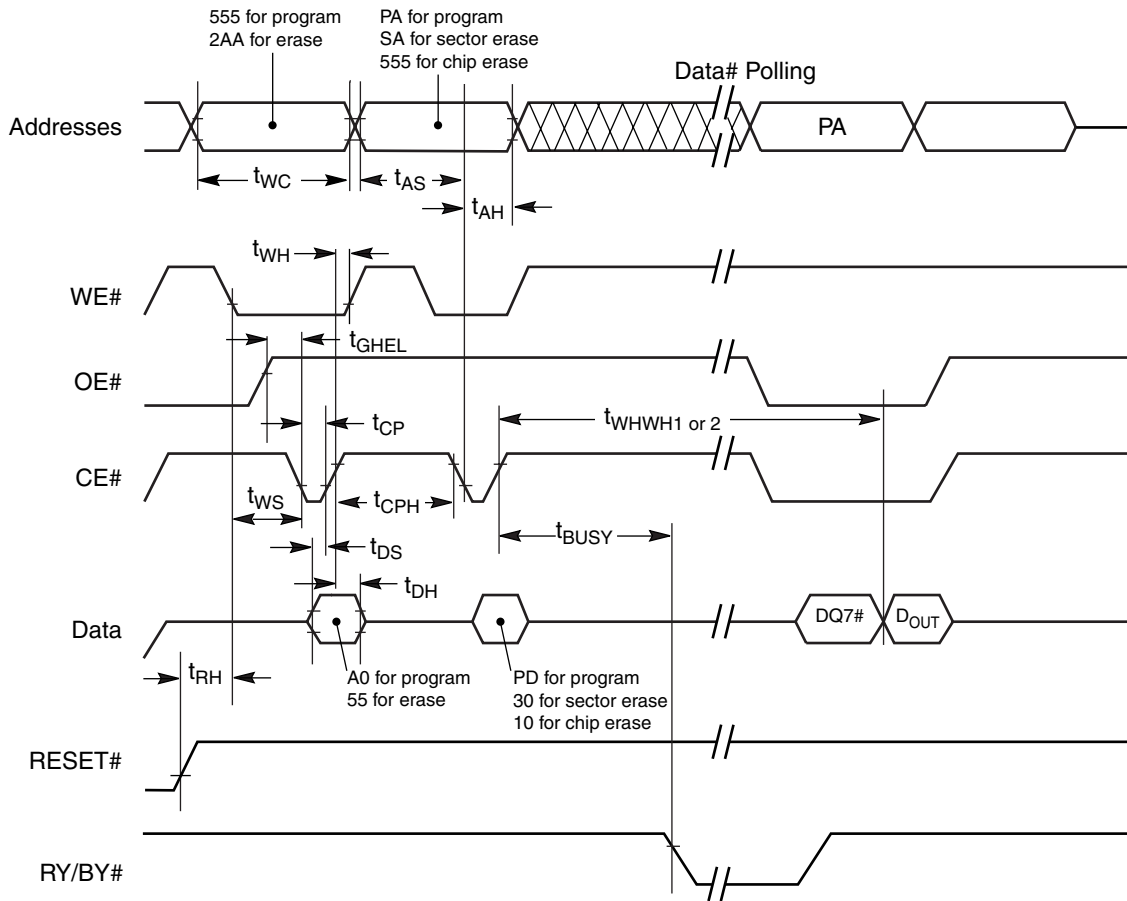 555 for program
2AA for erase
PA for program
SA for sector erase
555 for chip erase
Data# Polling
Addresses
PA
tWC
tAS
tAH
tWH
WE#
tGHEL
OE#
tWHWH1 or 2
tCP
CE#
tWS
tCPH
tBUSY
tDS
tDH
Data
DQ7#
DOUT
tRH
A0 for program
55 for erase
PD for program
30 for sector erase
10 for chip erase
RESET#
RY/BY#